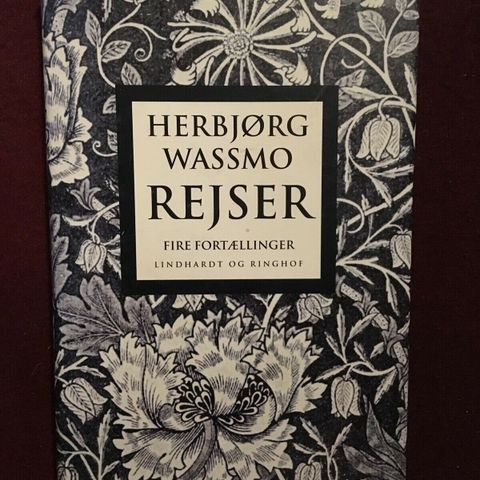 HERBJØRG
WASSMO
REJSER
FIRE FORTÆLLINGER
LINDHARDT OG RINGHOF